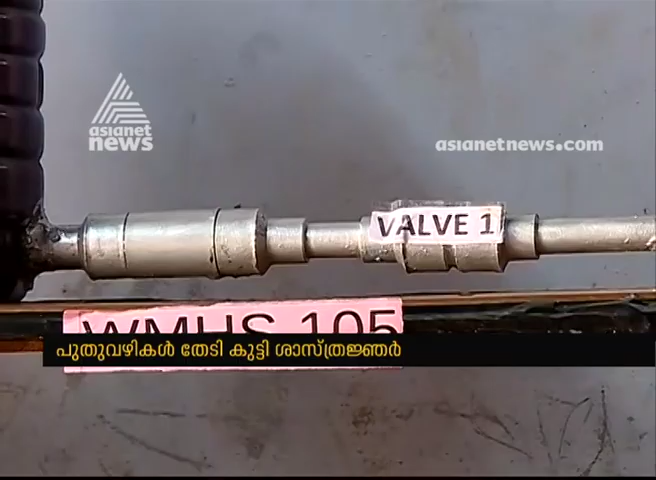 asianet
news
asianetnews.com
VALVE 1
WMHS 105
പുതുവഴികൾ തേടി കുട്ടി ശാസ്ത്രജ്ഞർ